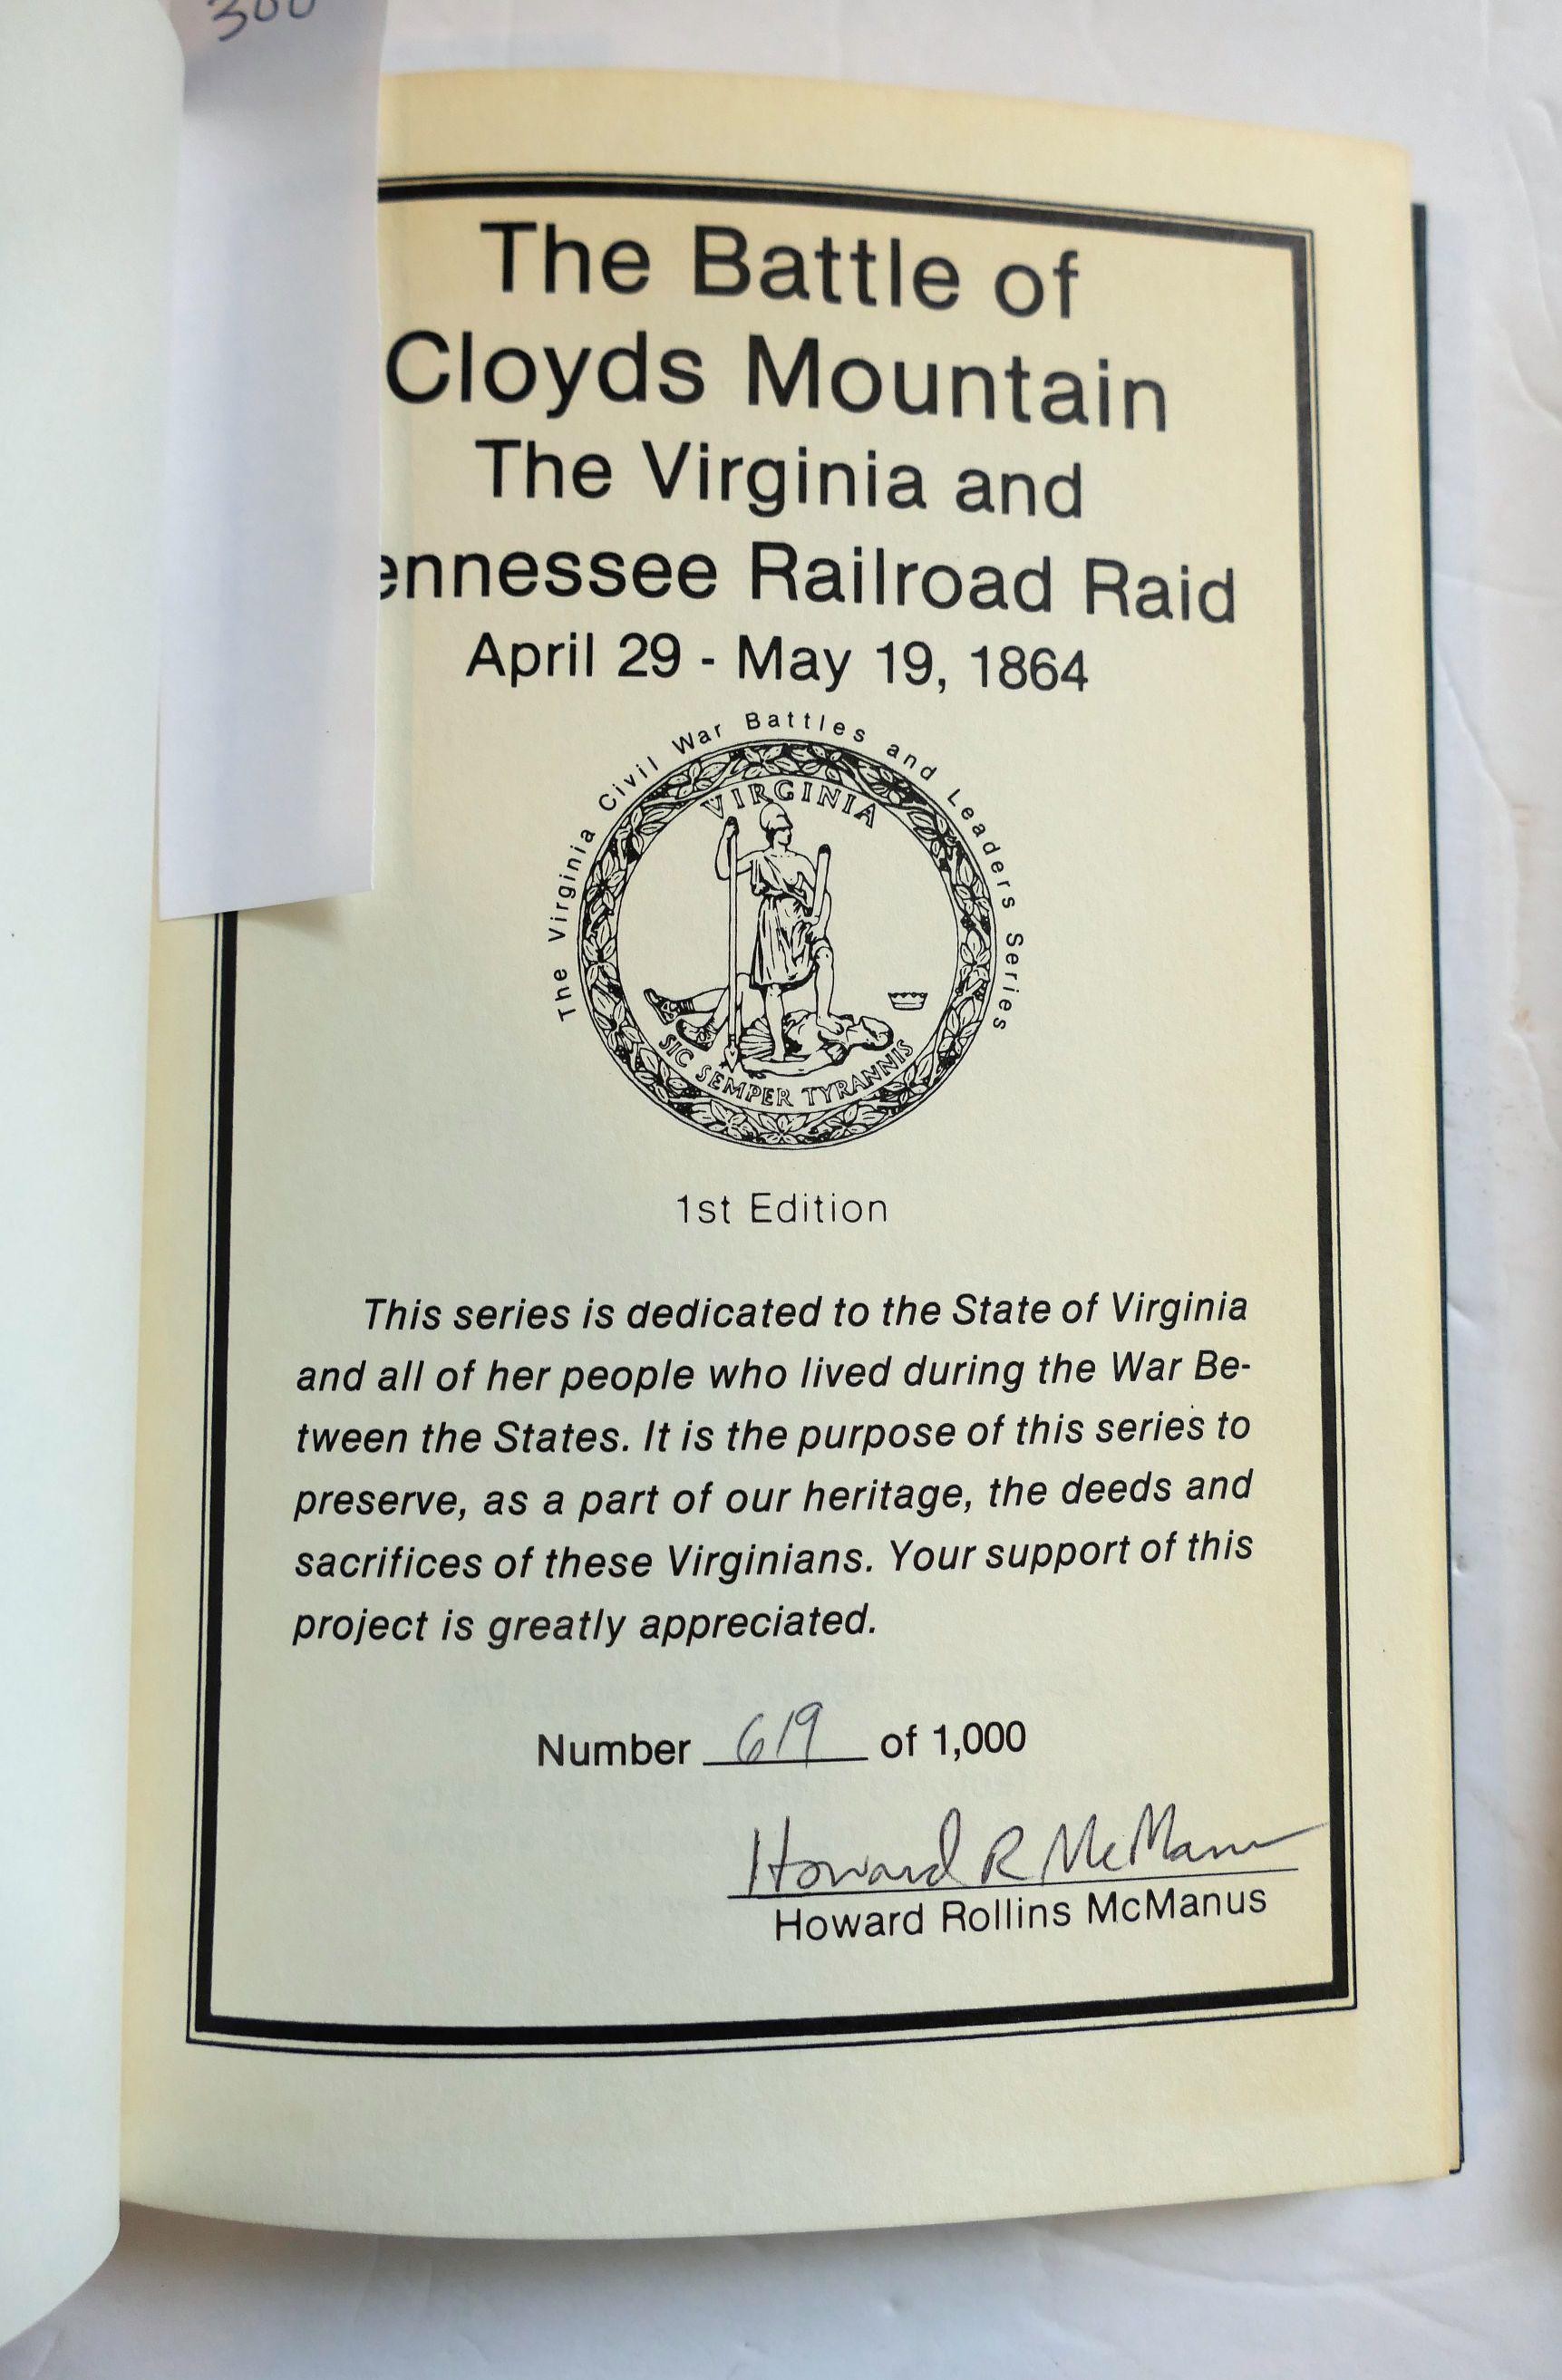 300
The Battle of
Cloyds Mountain
The Virginia and
ennessee Railroad Raid
April 29 - May 19, 1864
The Virginia Civil War Battles and Leaders Series
VIRGINIA
SIC SEMPER TYRANNIS
1st Edition
This series is dedicated to the State of Virginia
and all of her people who lived during the War Be-
tween the States. It is the purpose of this series to
preserve, as a part of our heritage, the deeds and
sacrifices of these Virginians. Your support of this
project is greatly appreciated.
Number 619 of 1,000
Howard R McManus
Howard Rollins McManus